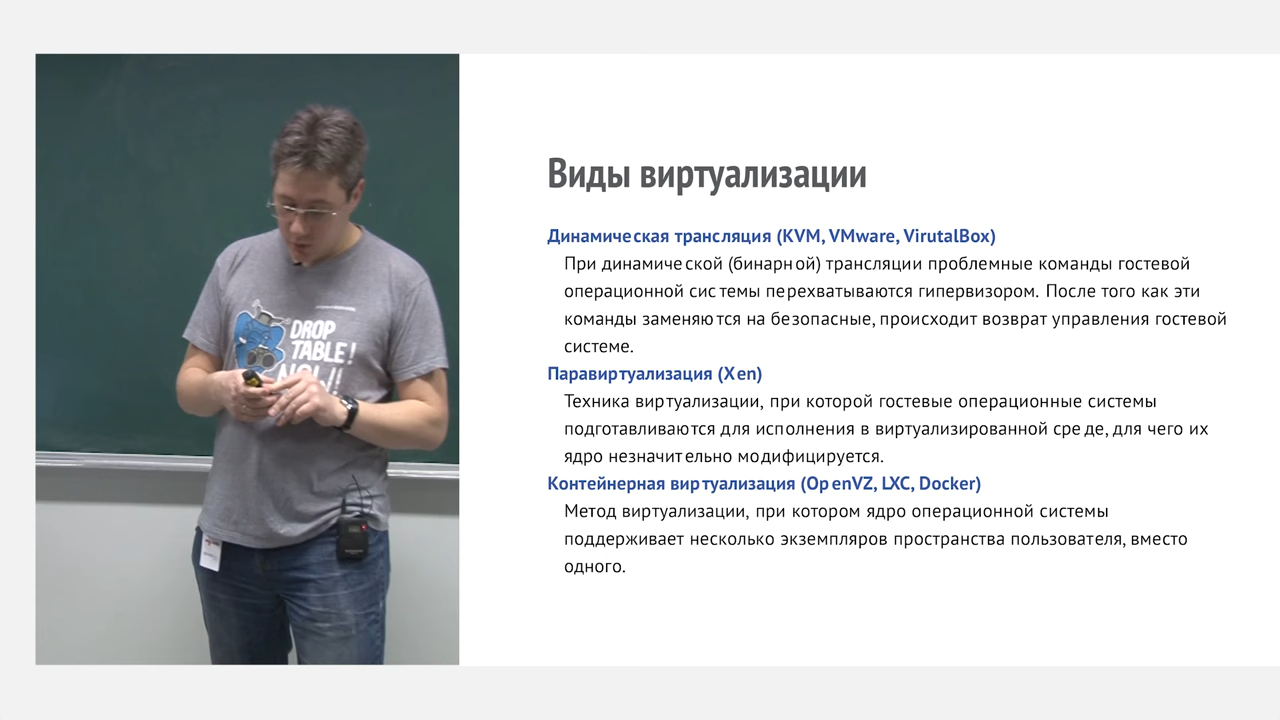 Виды виртуализации
Динамическая трансляция (KVM, VMware, VirutalBox)
При динамической (бинарной) трансляции проблемные команды гостевой
операционной системы перехватываются гипервизором. После того как эти
команды заменяются на безопасные, происходит возврат управления гостевой
системе.
Паравиртуализация (Xen)
Техника виртуализации, при которой гостевые операционные системы
подготавливаются для исполнения в виртуализированной среде, для чего их
ядро незначительно модифицируется.
Контейнерная виртуализация (OpenVZ, LXC, Docker)
Метод виртуализации, при котором ядро операционной системы
поддерживает несколько экземпляров пространства пользователя, вместо
одного.
DROP
TABLE!